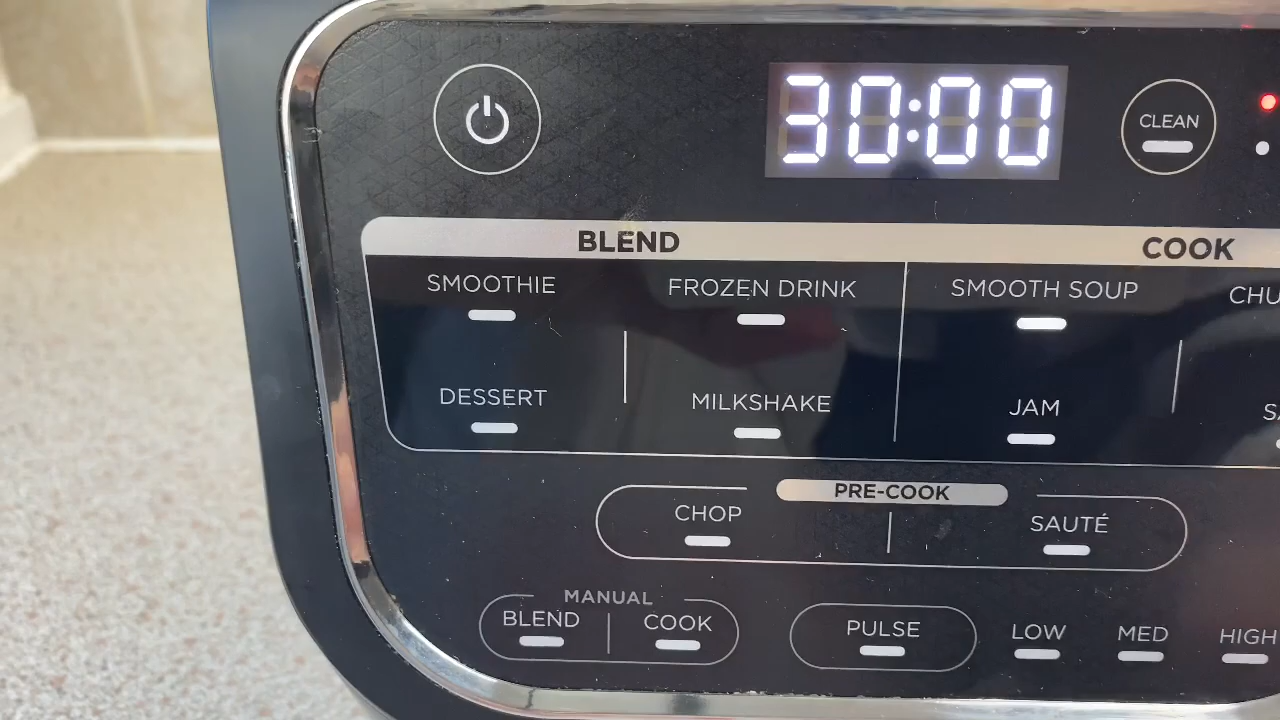 30:00
CLEAN
BLEND
COOK
SMOOTHIE
FROZEN DRINK
SMOOTH SOUP
DESSERT
MILKSHAKE
JAM
PRE-COOK
CHOP
SAUTÉ
MANUAL
BLEND
COOK
PULSE
LOW
MED
HIGH